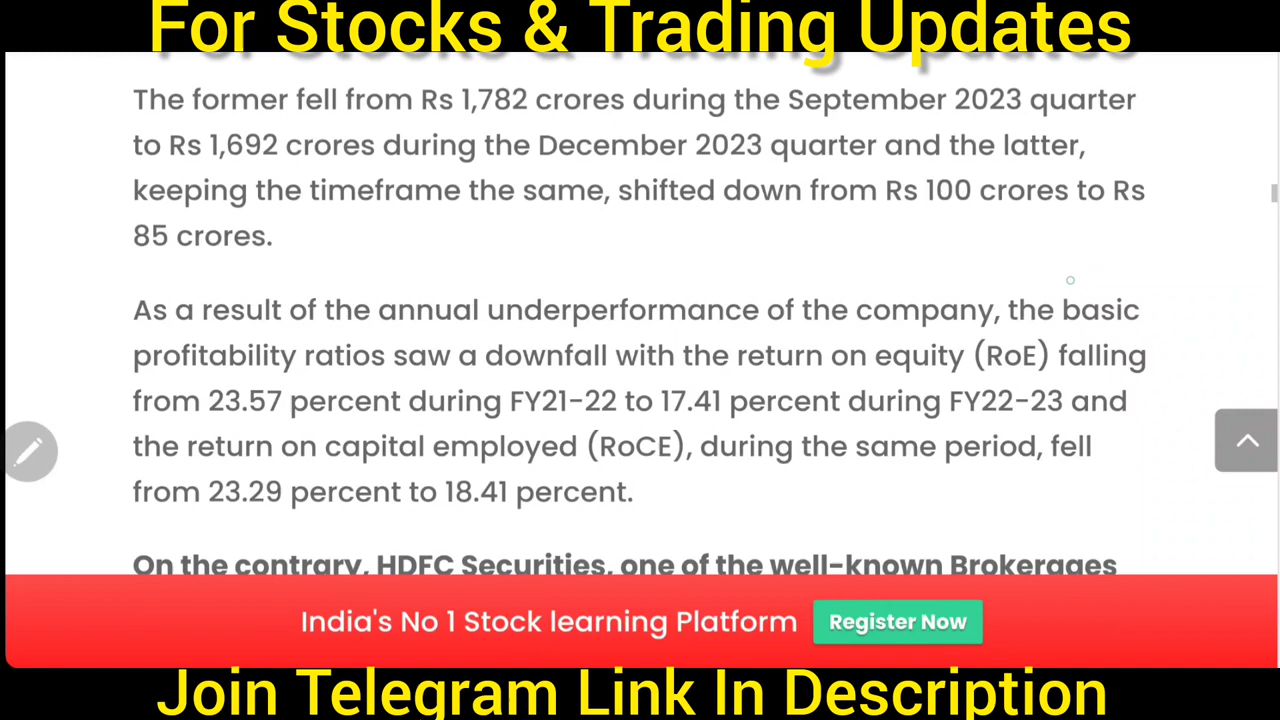 For Stocks & Trading Updates
The former fell from Rs 1,782 crores during the September 2023 quarter
to Rs 1,692 crores during the December 2023 quarter and the latter,
keeping the timeframe the same, shifted down from Rs 100 crores to Rs
85 crores.
As a result of the annual underperformance of the company, the basic
profitability ratios saw a downfall with the return on equity (RoE) falling
from 23.57 percent during FY21-22 to 17.41 percent during FY22-23 and
the return on capital employed (RoCE), during the same period, fell
from 23.29 percent to 18.41 percent.
On the contrary, HDFC Securities, one of the well-known Brokerages
India's No 1 Stock learning Platform Register Now
Join Telegram Link In Description